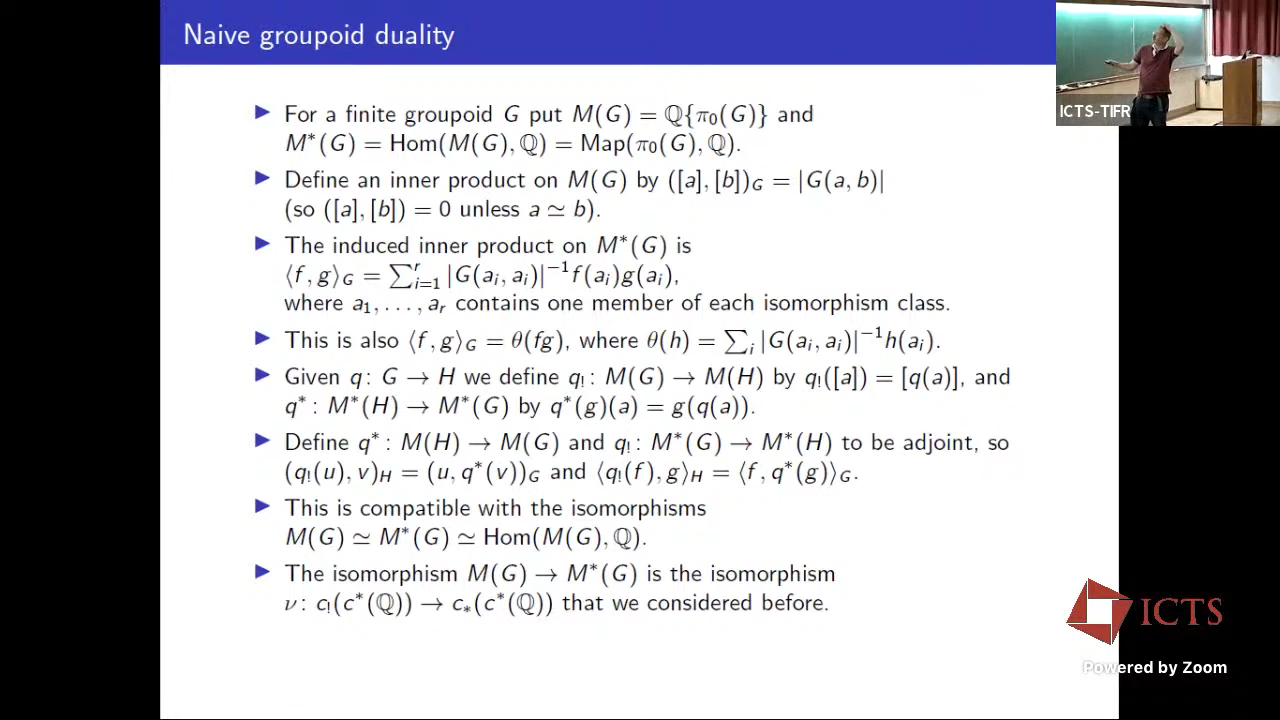 Naive groupoid duality
▶ For a finite groupoid G put M(G) = ℚ{π₀(G)} and
M*(G) = Hom(M(G), ℚ) = Map(π₀(G), ℚ).
▶ Define an inner product on M(G) by ([a], [b])_G = |G(a, b)|
(so ([a], [b]) = 0 unless a ≃ b).
▶ The induced inner product on M*(G) is
⟨f, g⟩_G = ∑_{i=1}^{r} |G(a_i, a_i)|⁻¹f(a_i)g(a_i),
where a₁, . . . , a_r contains one member of each isomorphism class.
▶ This is also ⟨f, g⟩_G = θ(fg), where θ(h) = ∑_i |G(a_i, a_i)|⁻¹h(a_i).
▶ Given q: G → H we define q_!: M(G) → M(H) by q_!([a]) = [q(a)], and
q*: M*(H) → M*(G) by q*(g)(a) = g(q(a)).
▶ Define q*: M(H) → M(G) and q_!: M*(G) → M*(H) to be adjoint, so
(q_!(u), v)_H = (u, q*(v))_G and ⟨q_!(f), g⟩_H = ⟨f, q*(g)⟩_G.
▶ This is compatible with the isomorphisms
M(G) ≃ M*(G) ≃ Hom(M(G), ℚ).
▶ The isomorphism M(G) → M*(G) is the isomorphism
ν: c_!(c*(ℚ)) → c_*(c*(ℚ)) that we considered before.
ICTS-TIFR
ICTS
Powered by Zoom